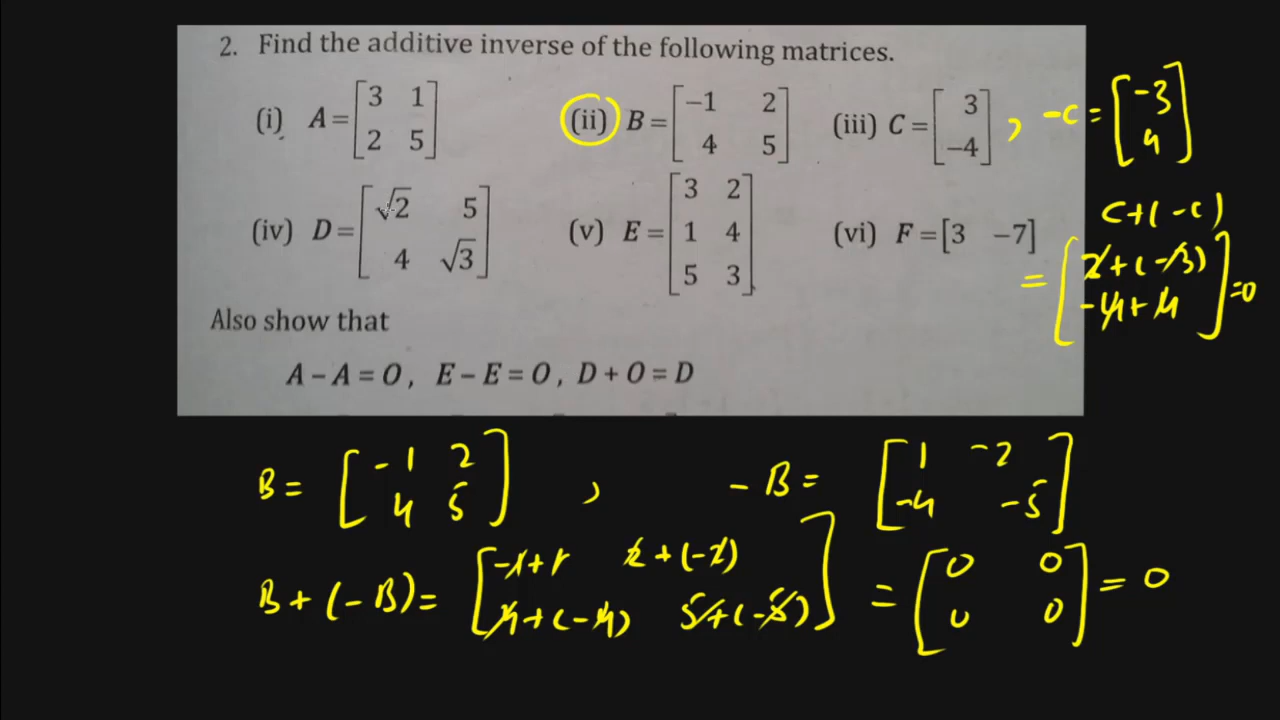 2. Find the additive inverse of the following matrices.
(i) A = [3 1
2 5]
(ii) B = [−1 2
4 5]
(iii) C = [3
−4]
, -C = [-3
4]
(iv) D = [√2 5
4 √3]
(v) E = [3 2
1 4
5 3]
(vi) F = [3 −7]
C+(-C)
= [3+(-3)
-4+4] =0
Also show that
A − A = O, E − E = O, D + O = D
B = [-1 2
4 5]
, -B = [1 -2
-4 -5]
B+(-B)= [-1+1 2+(-2)
4+(-4) 5+(-5)]
= [0 0
0 0] = 0